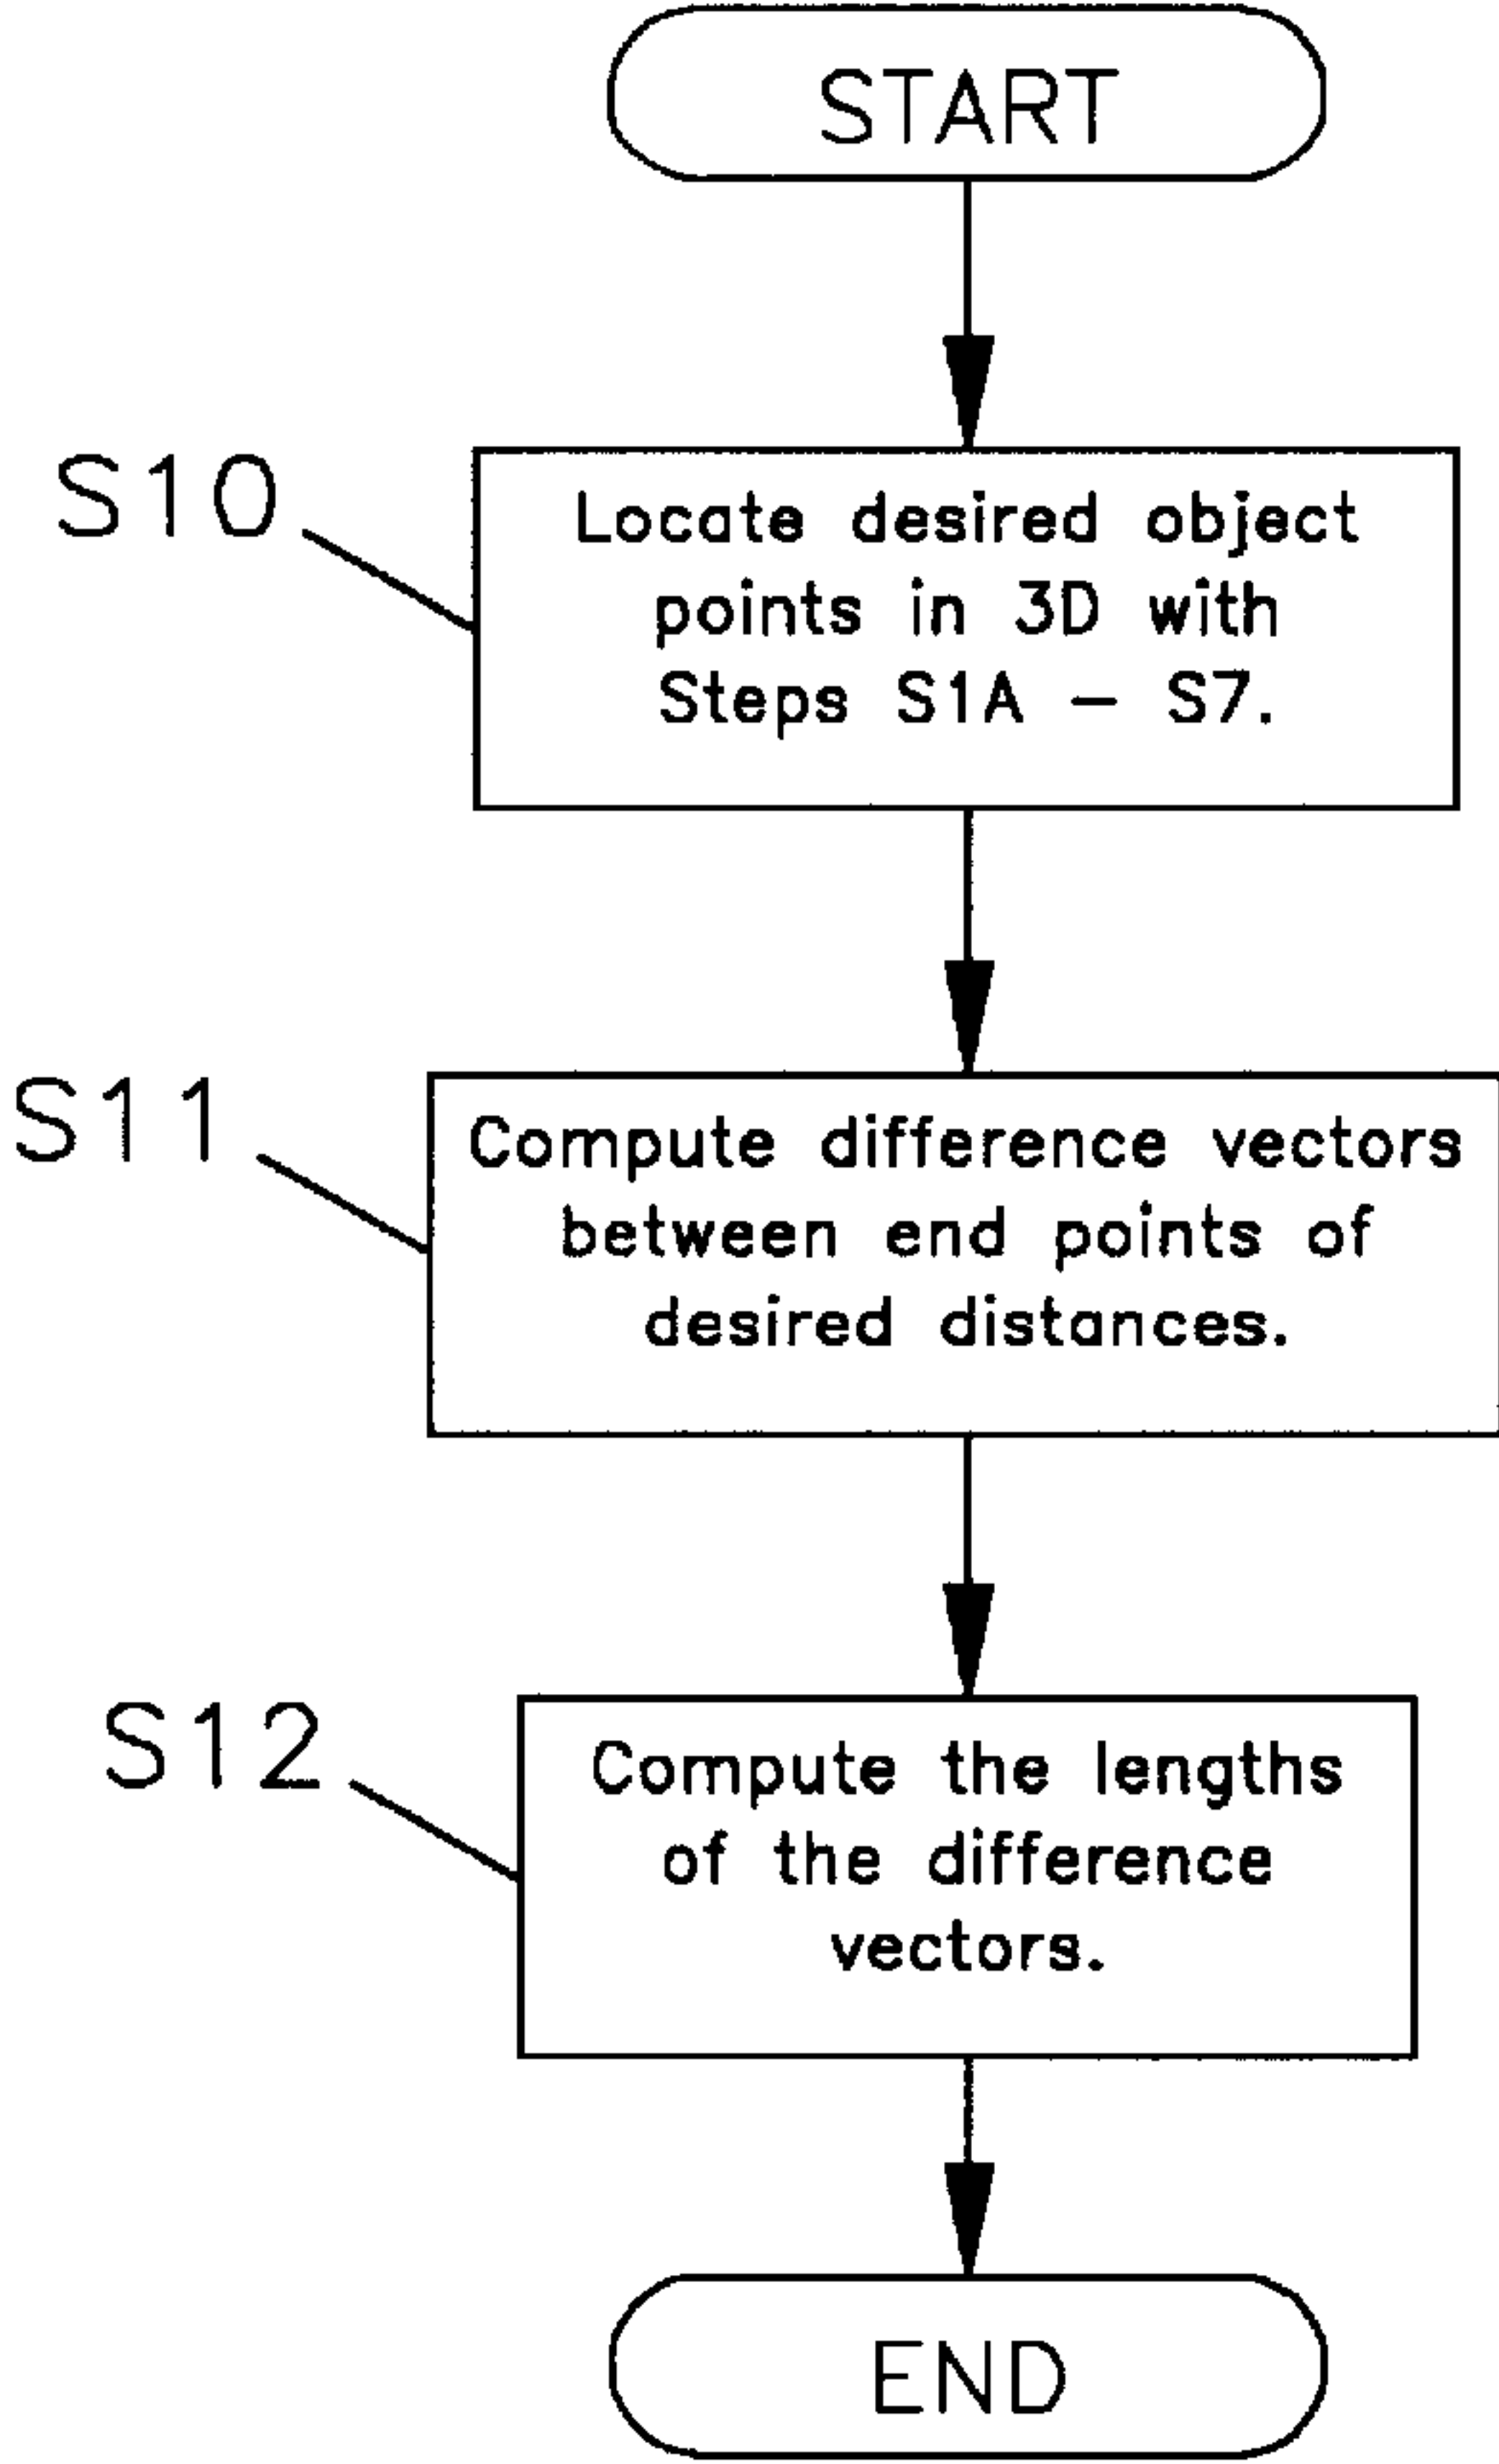 START
S10
Locate desired object
points in 3D with
Steps S1A – S7.
S11
Compute difference vectors
between end points of
desired distances.
S12
Compute the lengths
of the difference
vectors.
END